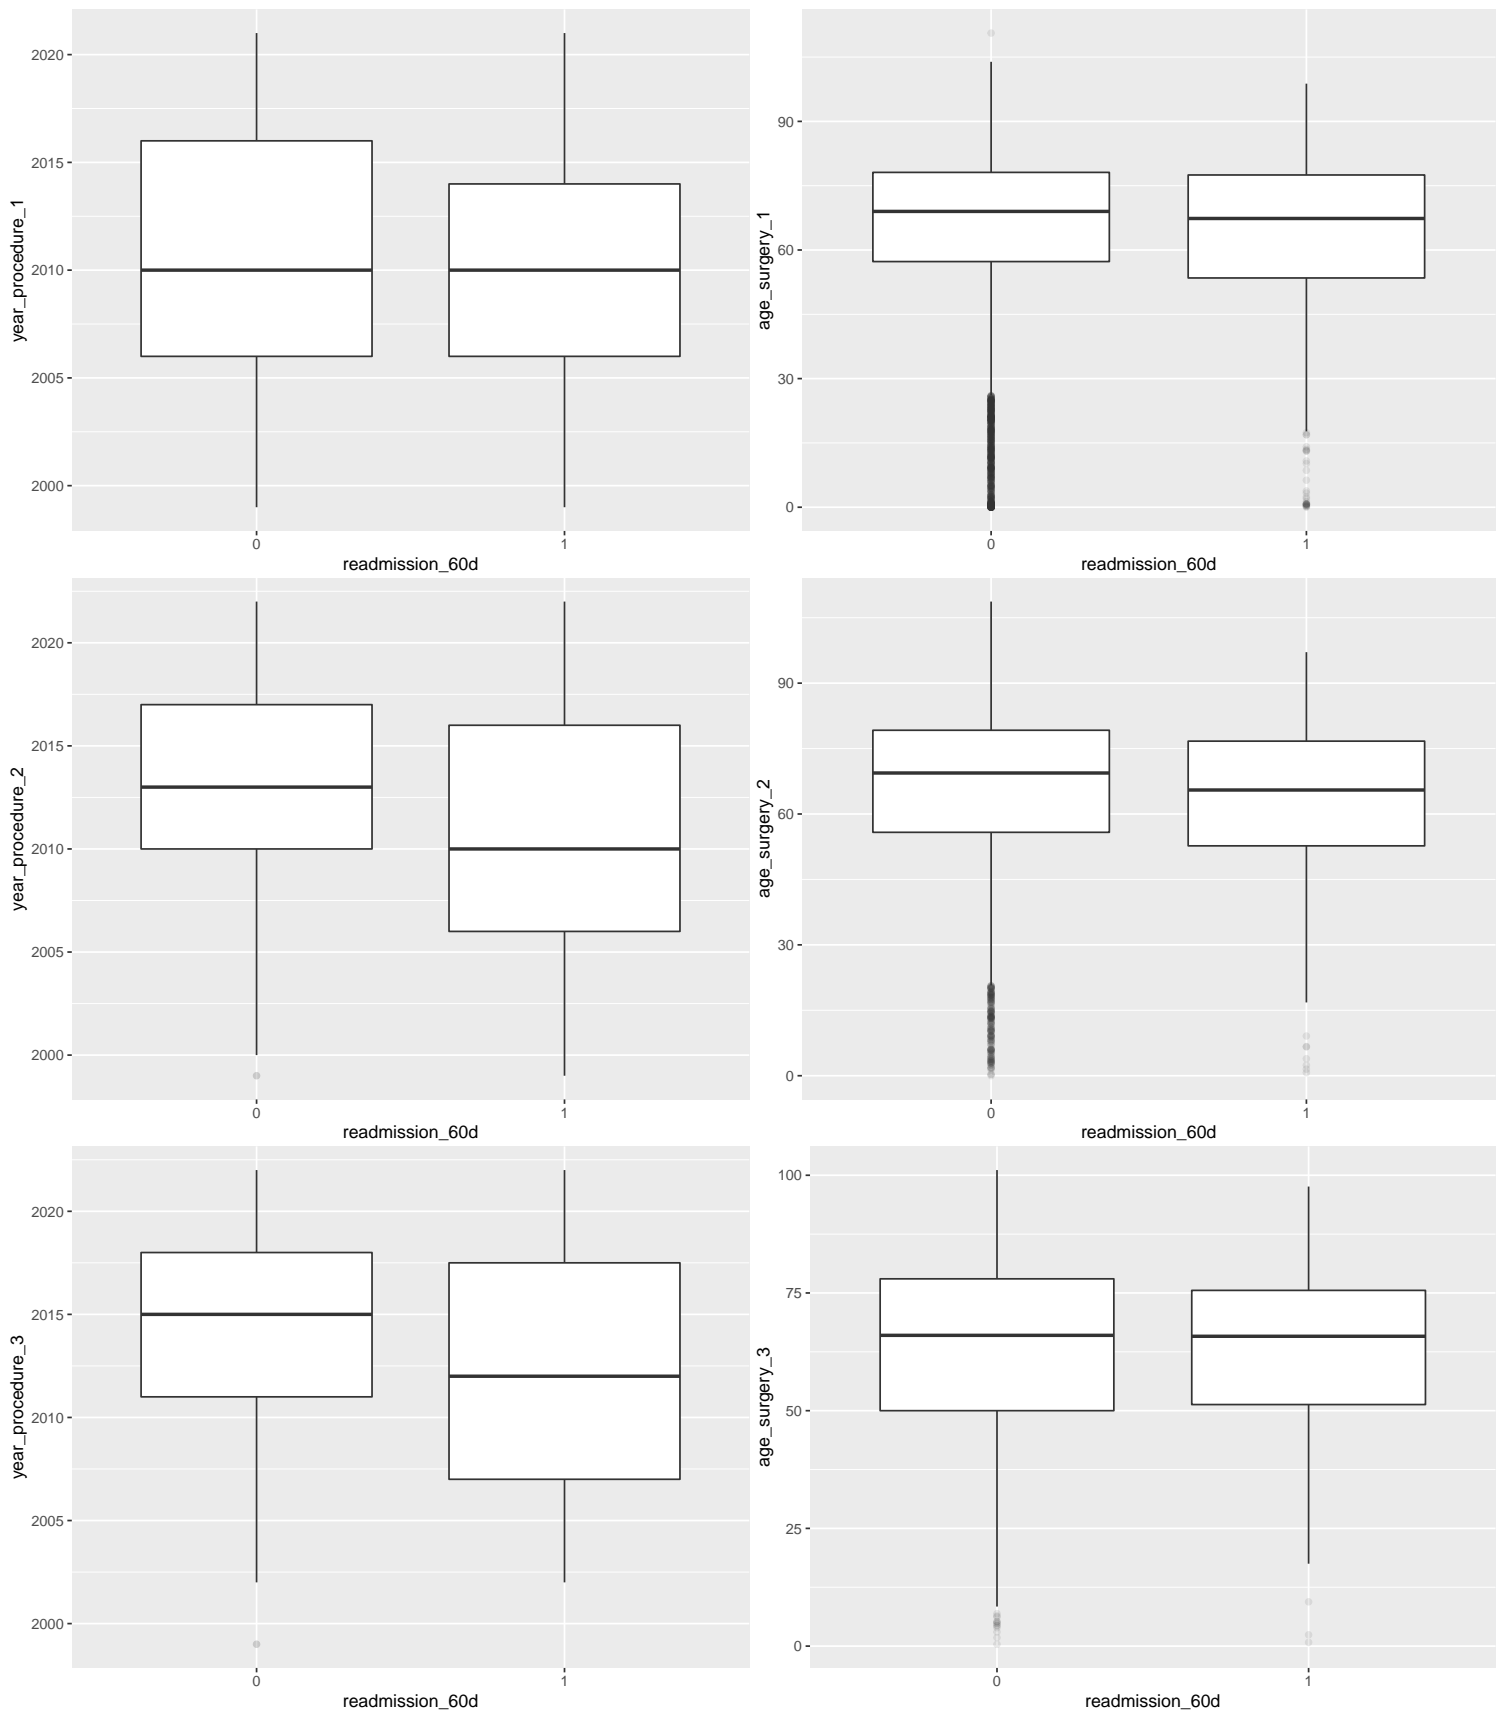 year_procedure_1
2020
2015
2010
2005
2000
0 1
readmission_60d
age_surgery_1
90
60
30
0
0 1
readmission_60d
year_procedure_2
2020
2015
2010
2005
2000
0 1
readmission_60d
age_surgery_2
90
60
30
0
0 1
readmission_60d
year_procedure_3
2020
2015
2010
2005
2000
0 1
readmission_60d
age_surgery_3
100
75
50
25
0
0 1
readmission_60d